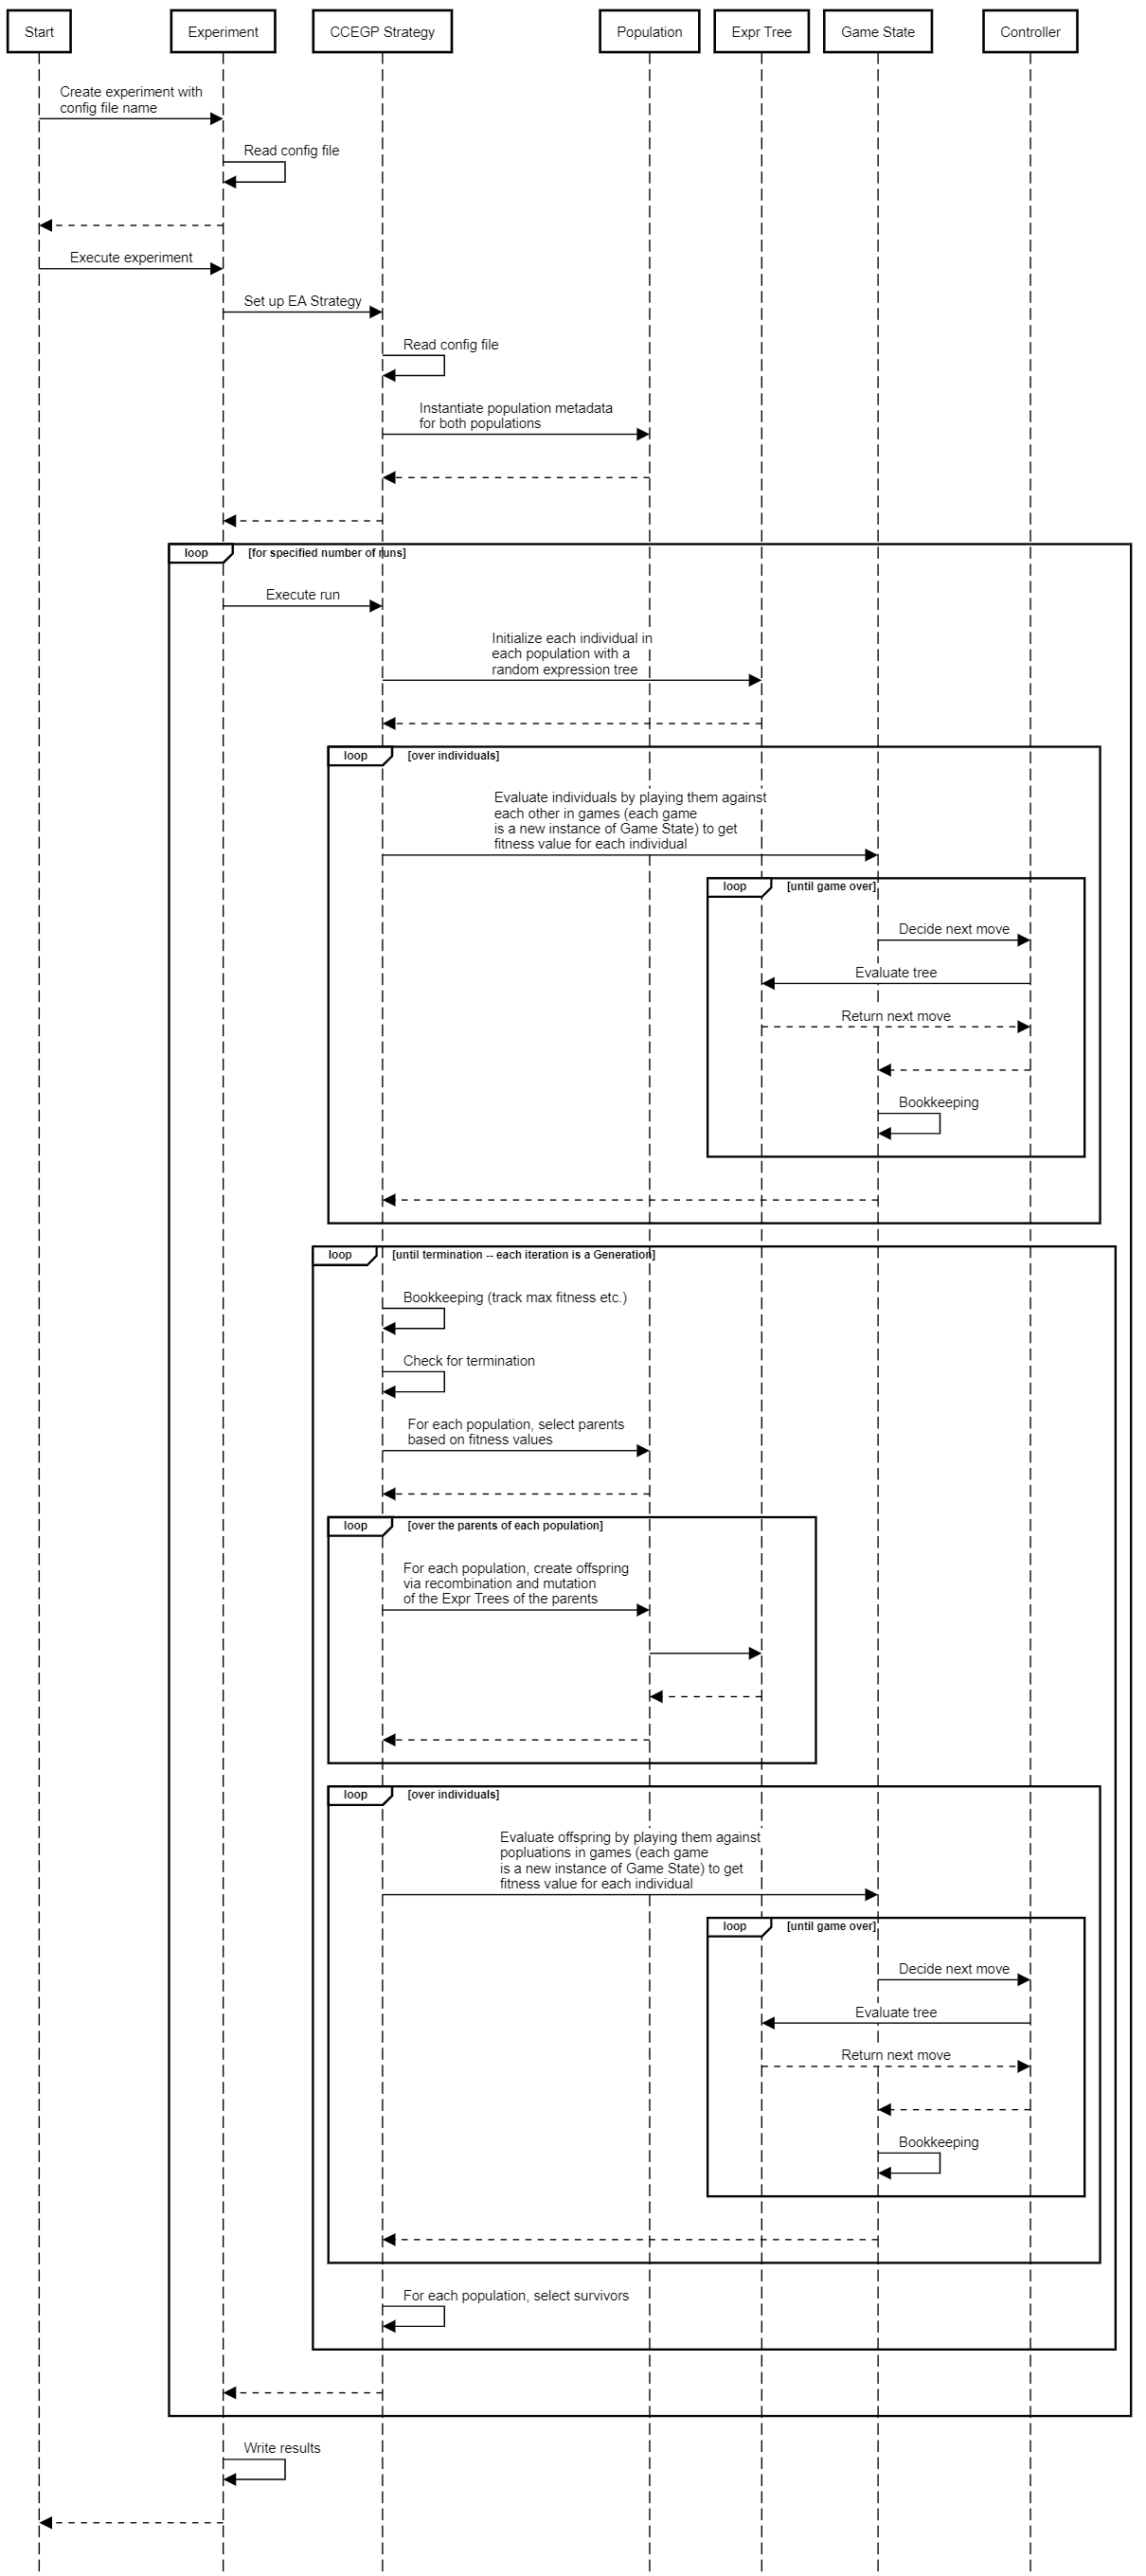 Start
Experiment
CCEGP Strategy
Population
Expr Tree
Game State
Controller
Create experiment with
config file name
Read config file
Execute experiment
Set up EA Strategy
Read config file
Instantiate population metadata
for both populations
loop
[for specified number of runs]
Execute run
Initialize each individual in
each population with a
random expression tree
loop
[over individuals]
Evaluate individuals by playing them against
each other in games (each game
is a new instance of Game State) to get
fitness value for each individual
loop
[until game over]
Decide next move
Evaluate tree
Return next move
Bookkeeping
loop
[until termination -- each iteration is a Generation]
Bookkeeping (track max fitness etc.)
Check for termination
For each population, select parents
based on fitness values
loop
[over the parents of each population]
For each population, create offspring
via recombination and mutation
of the Expr Trees of the parents
loop
[over individuals]
Evaluate offspring by playing them against
popluations in games (each game
is a new instance of Game State) to get
fitness value for each individual
loop
[until game over]
Decide next move
Evaluate tree
Return next move
Bookkeeping
For each population, select survivors
Write results